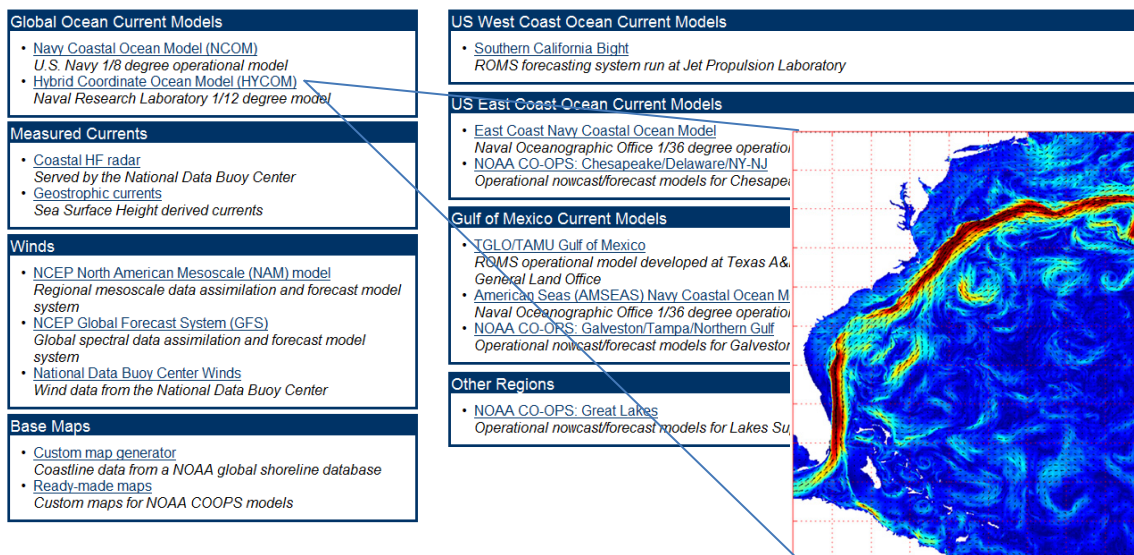 Global Ocean Current Models
Navy Coastal Ocean Model (NCOM)
U.S. Navy 1/8 degree operational model
Hybrid Coordinate Ocean Model (HYCOM)
Naval Research Laboratory 1/12 degree model
Measured Currents
Coastal HF radar
Served by the National Data Buoy Center
Geostrophic currents
Sea Surface Height derived currents
Winds
NCEP North American Mesoscale (NAM) model
Regional mesoscale data assimilation and forecast model
system
NCEP Global Forecast System (GFS)
Global spectral data assimilation and forecast model
system
National Data Buoy Center Winds
Wind data from the National Data Buoy Center
Base Maps
Custom map generator
Coastline data from a NOAA global shoreline database
Ready-made maps
Custom maps for NOAA COOPS models
US West Coast Ocean Current Models
Southern California Bight
ROMS forecasting system run at Jet Propulsion Laboratory
US East Coast Ocean Current Models
East Coast Navy Coastal Ocean Model
Naval Oceanographic Office 1/36 degree operatio
NOAA CO-OPS: Chesapeake/Delaware/NY-NJ
Operational nowcast/forecast models for Chesapea
Gulf of Mexico Current Models
TGLO/TAMU Gulf of Mexico
ROMS operational model developed at Texas A&
General Land Office
American Seas (AMSEAS) Navy Coastal Ocean M
Naval Oceanographic Office 1/36 degree operatio
NOAA CO-OPS: Galveston/Tampa/Northern Gulf
Operational nowcast/forecast models for Galveston
Other Regions
NOAA CO-OPS: Great Lakes
Operational nowcast/forecast models for Lakes Su